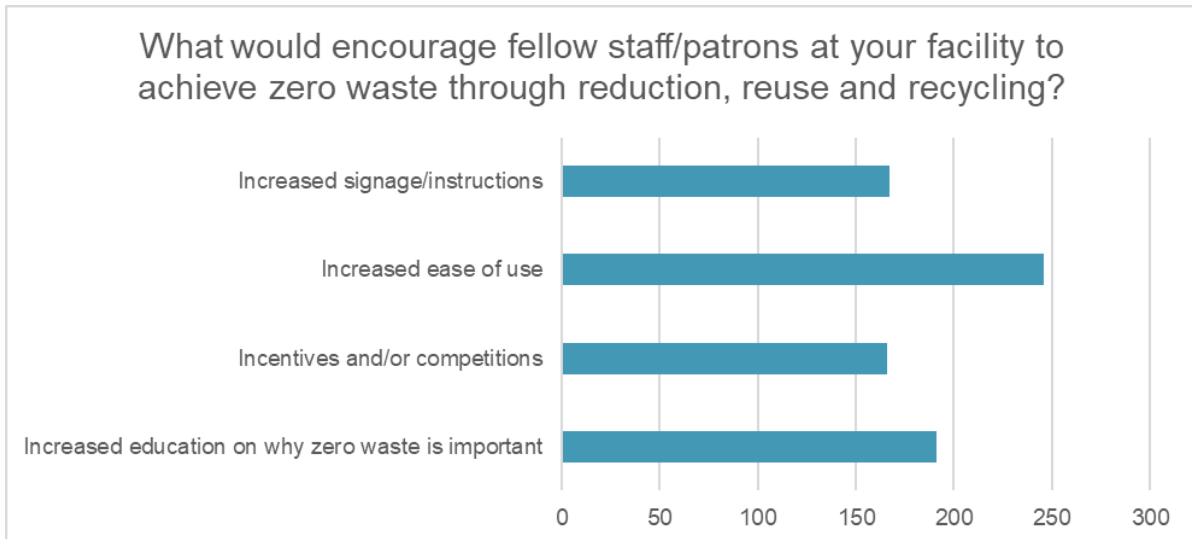 What would encourage fellow staff/patrons at your facility to
achieve zero waste through reduction, reuse and recycling?
Increased signage/instructions
Increased ease of use
Incentives and/or competitions
Increased education on why zero waste is important
0 50 100 150 200 250 300